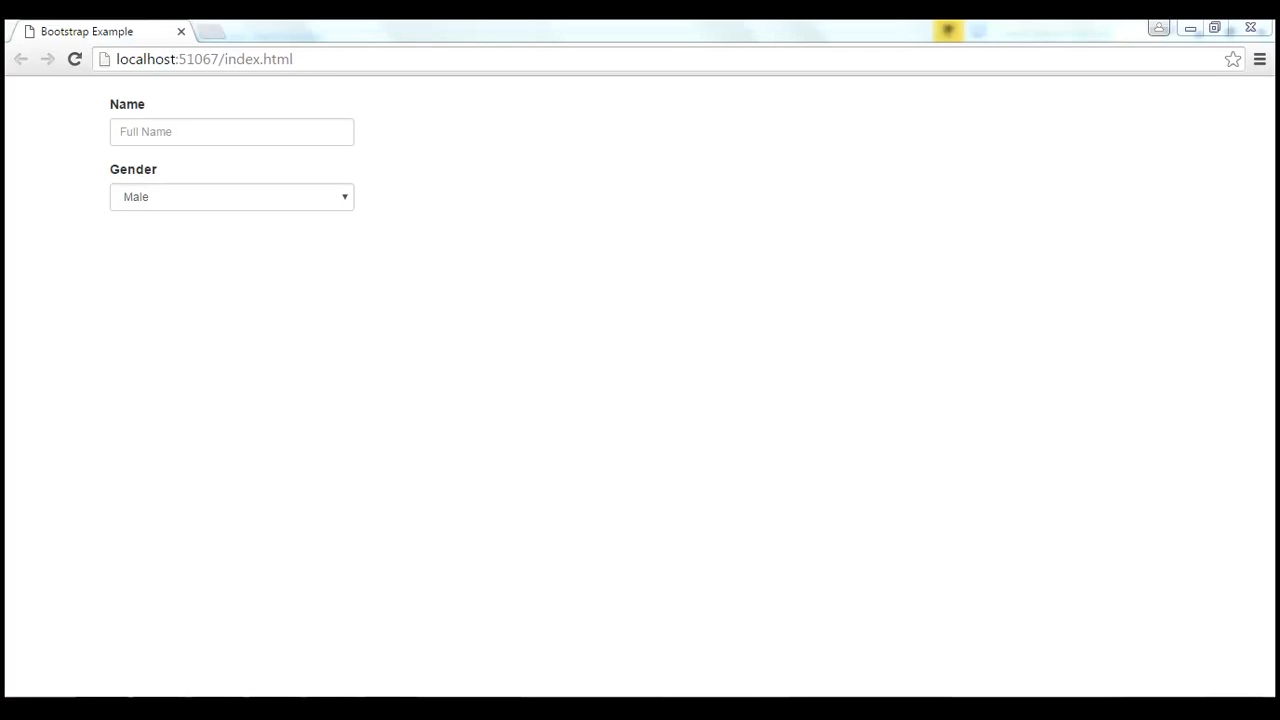 Bootstrap Example
localhost:51067/index.html
Name
Full Name
Gender
Male